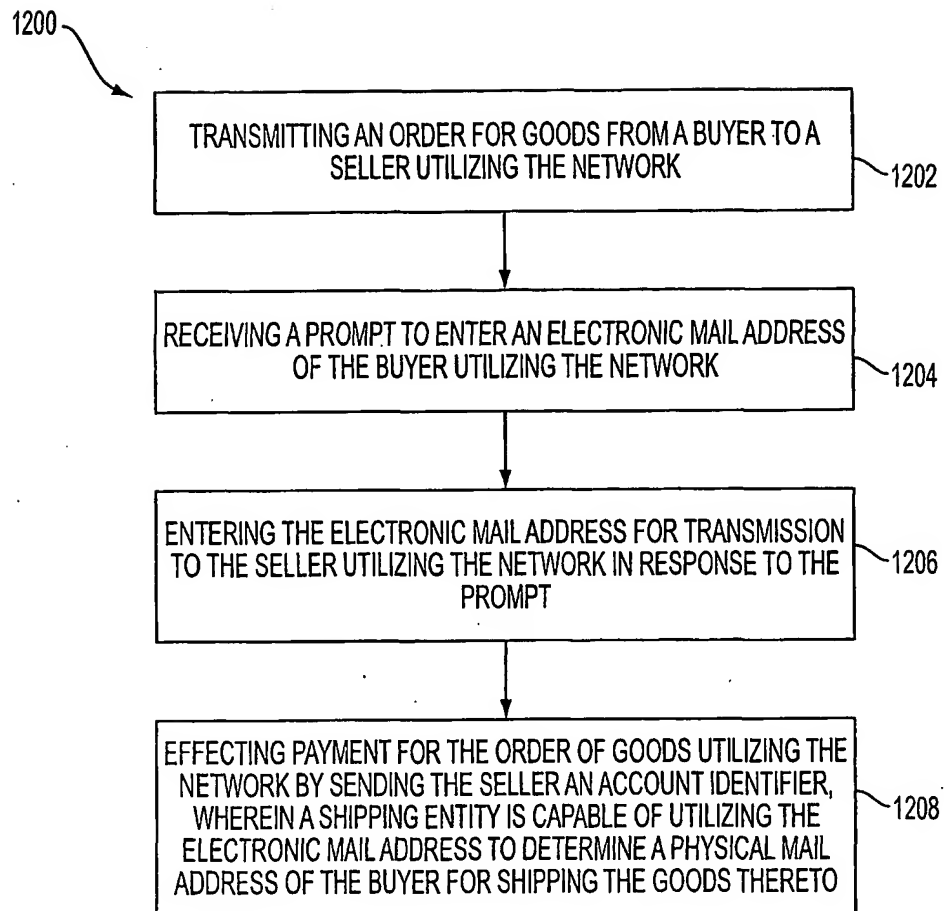 1200
TRANSMITTING AN ORDER FOR GOODS FROM A BUYER TO A
SELLER UTILIZING THE NETWORK
1202
RECEIVING A PROMPT TO ENTER AN ELECTRONIC MAIL ADDRESS
OF THE BUYER UTILIZING THE NETWORK
1204
ENTERING THE ELECTRONIC MAIL ADDRESS FOR TRANSMISSION
TO THE SELLER UTILIZING THE NETWORK IN RESPONSE TO THE
PROMPT
1206
EFFECTING PAYMENT FOR THE ORDER OF GOODS UTILIZING THE
NETWORK BY SENDING THE SELLER AN ACCOUNT IDENTIFIER,
WHEREIN A SHIPPING ENTITY IS CAPABLE OF UTILIZING THE
ELECTRONIC MAIL ADDRESS TO DETERMINE A PHYSICAL MAIL
ADDRESS OF THE BUYER FOR SHIPPING THE GOODS THERETO
1208